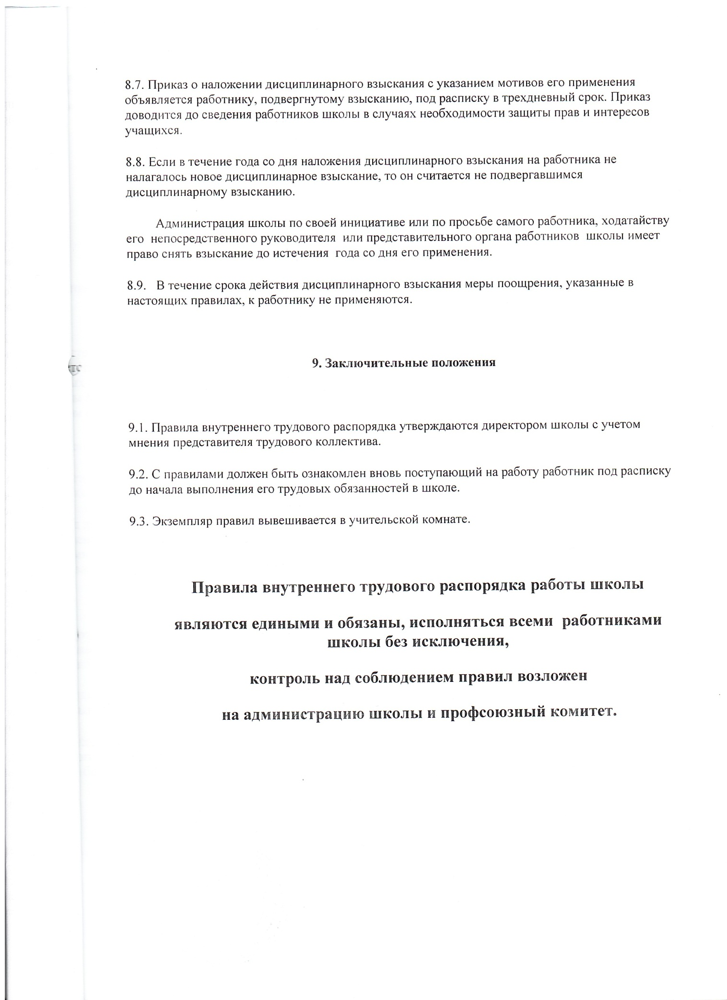 8.7. Приказ о наложении дисциплинарного взыскания с указанием мотивов его применения
объявляется работнику, подвергнутому взысканию, под расписку в трехдневный срок. Приказ
доводится до сведения работников школы в случаях необходимости защиты прав и интересов
учащихся.
8.8. Если в течение года со дня наложения дисциплинарного взыскания на работника не
налагалось новое дисциплинарное взыскание, то он считается не подвергавшимся
дисциплинарному взысканию.
Администрация школы по своей инициативе или по просьбе самого работника, ходатайству
его непосредственного руководителя или представительного органа работников школы имеет
право снять взыскание до истечения года со дня его применения.
8.9. В течение срока действия дисциплинарного взыскания меры поощрения, указанные в
настоящих правилах, к работнику не применяются.
9. Заключительные положения
9.1. Правила внутреннего трудового распорядка утверждаются директором школы с учетом
мнения представителя трудового коллектива.
9.2. С правилами должен быть ознакомлен вновь поступающий на работу работник под расписку
до начала выполнения его трудовых обязанностей в школе.
9.3. Экземпляр правил вывешивается в учительской комнате.
Правила внутреннего трудового распорядка работы школы
являются едиными и обязаны, исполняться всеми работниками
школы без исключения,
контроль над соблюдением правил возложен
на администрацию школы и профсоюзный комитет.